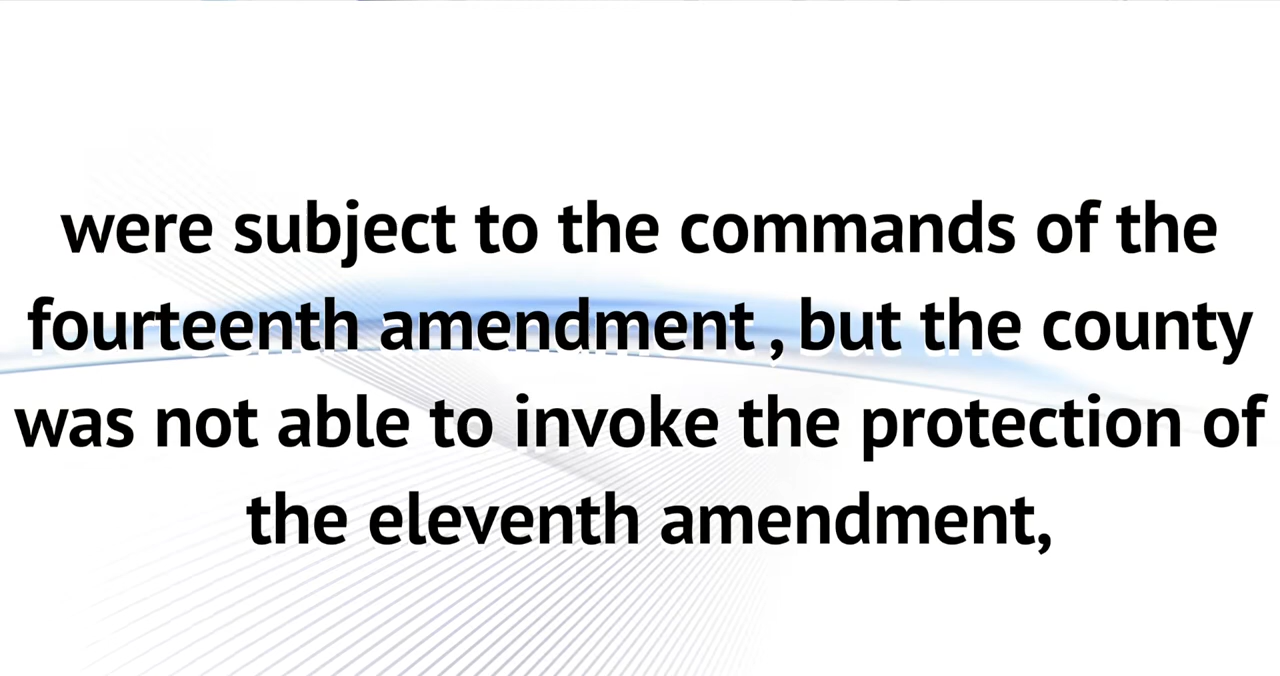 were subject to the commands of the
fourteenth amendment , but the county
was not able to invoke the protection of
the eleventh amendment,